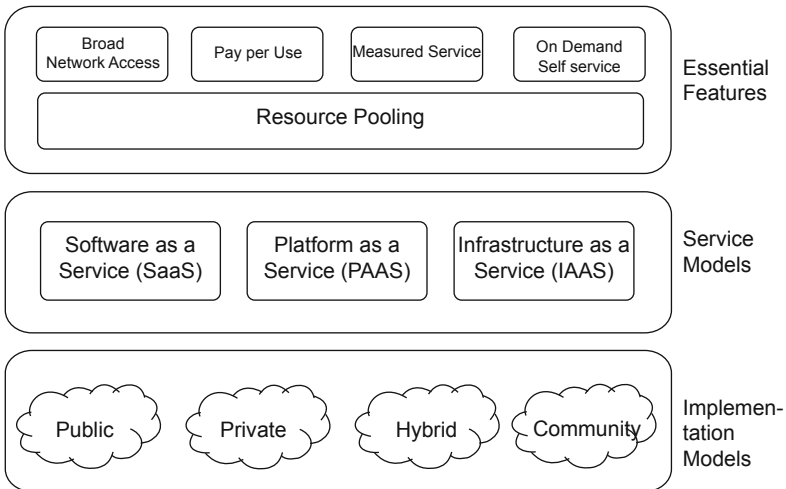 Broad
Network Access
Pay per Use
Measured Service
On Demand
Self service
Resource Pooling
Essential
Features
Software as a
Service (SaaS)
Platform as a
Service (PAAS)
Infrastructure as a
Service (IAAS)
Service
Models
Public
Private
Hybrid
Community
Implemen-
tation
Models